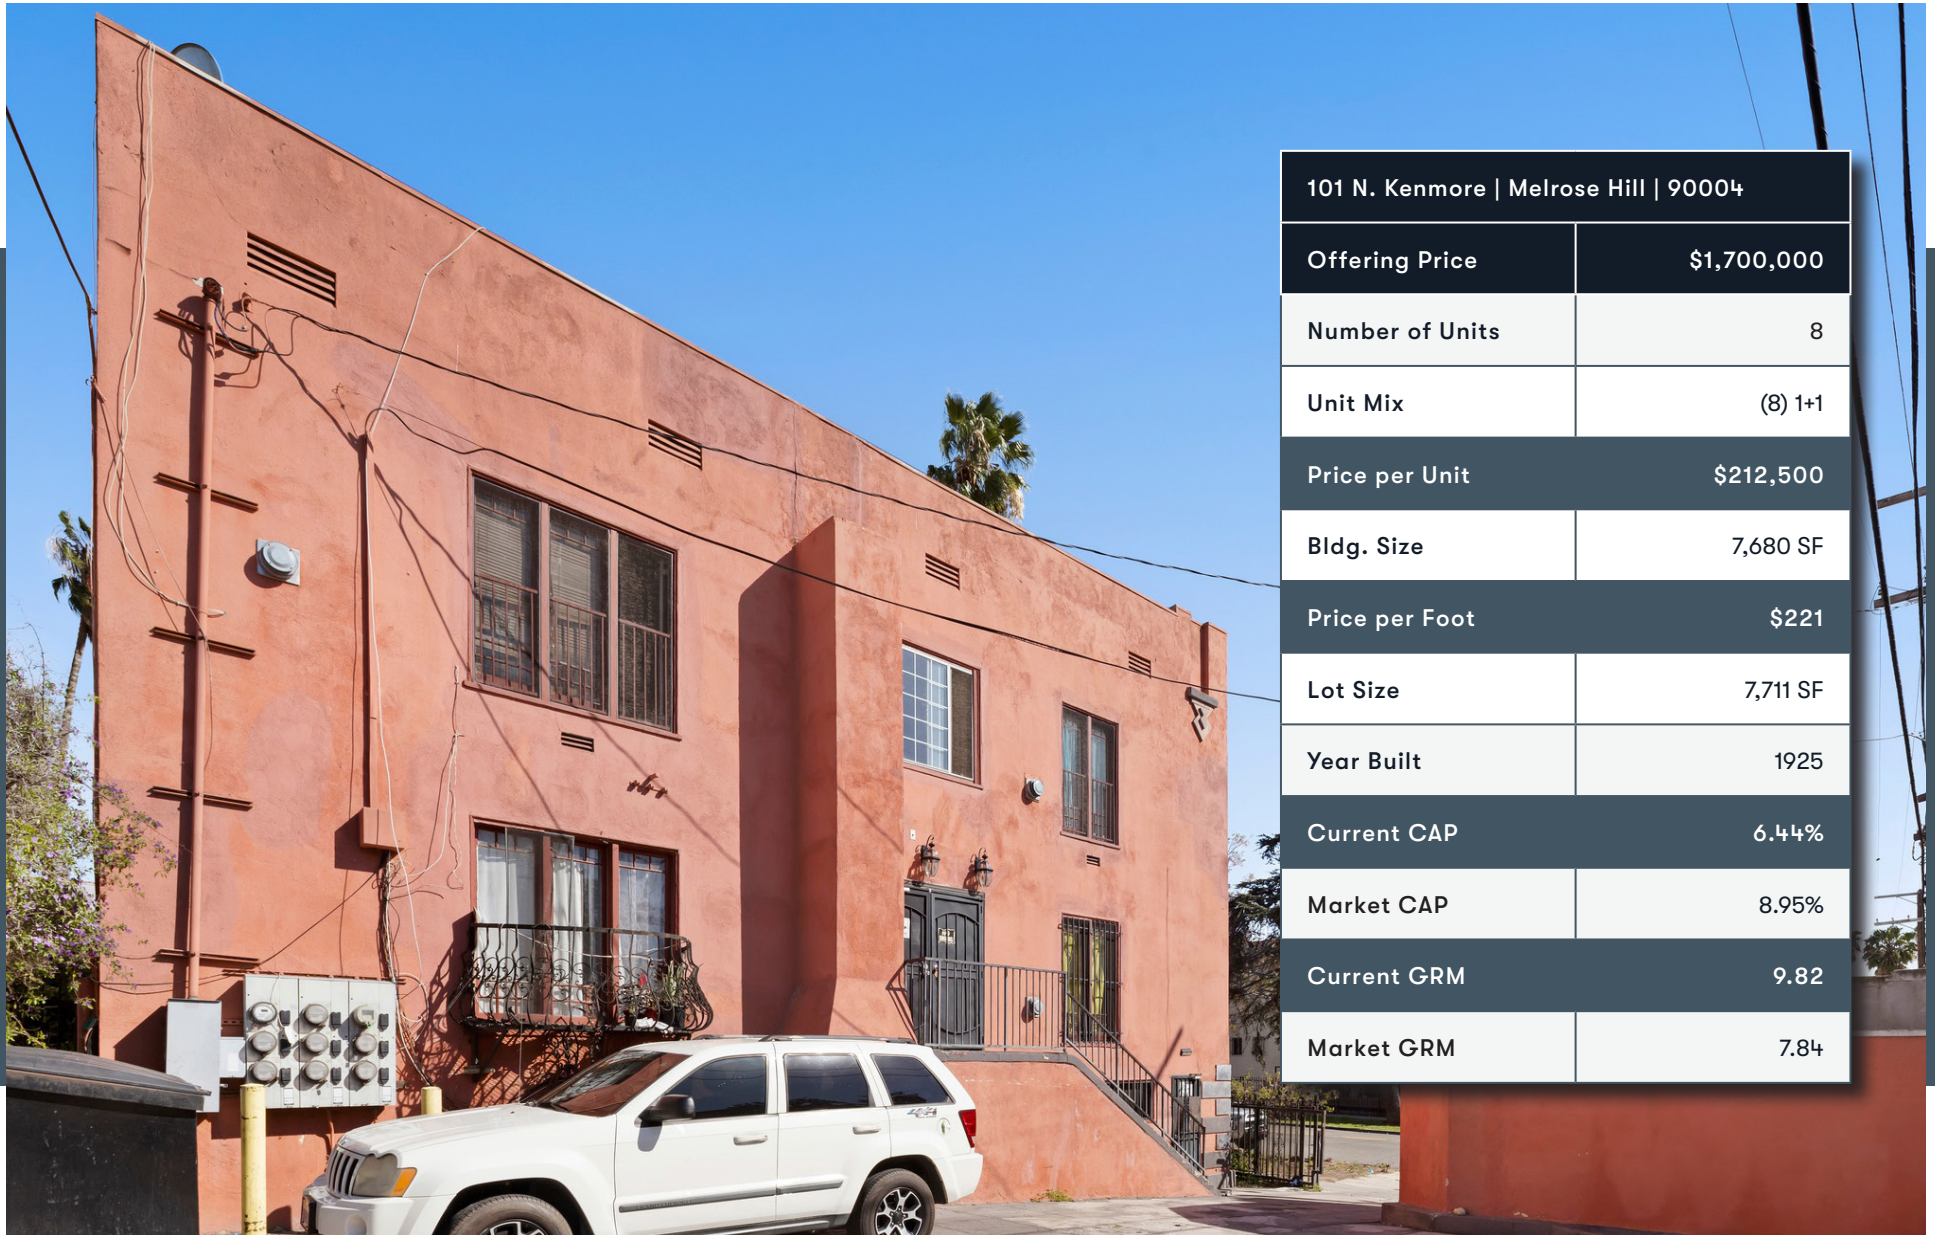 101 N. Kenmore | Melrose Hill | 90004
Offering Price $1,700,000
Number of Units 8
Unit Mix (8) 1+1
Price per Unit $212,500
Bldg. Size 7,680 SF
Price per Foot $221
Lot Size 7,711 SF
Year Built 1925
Current CAP 6.44%
Market CAP 8.95%
Current GRM 9.82
Market GRM 7.84